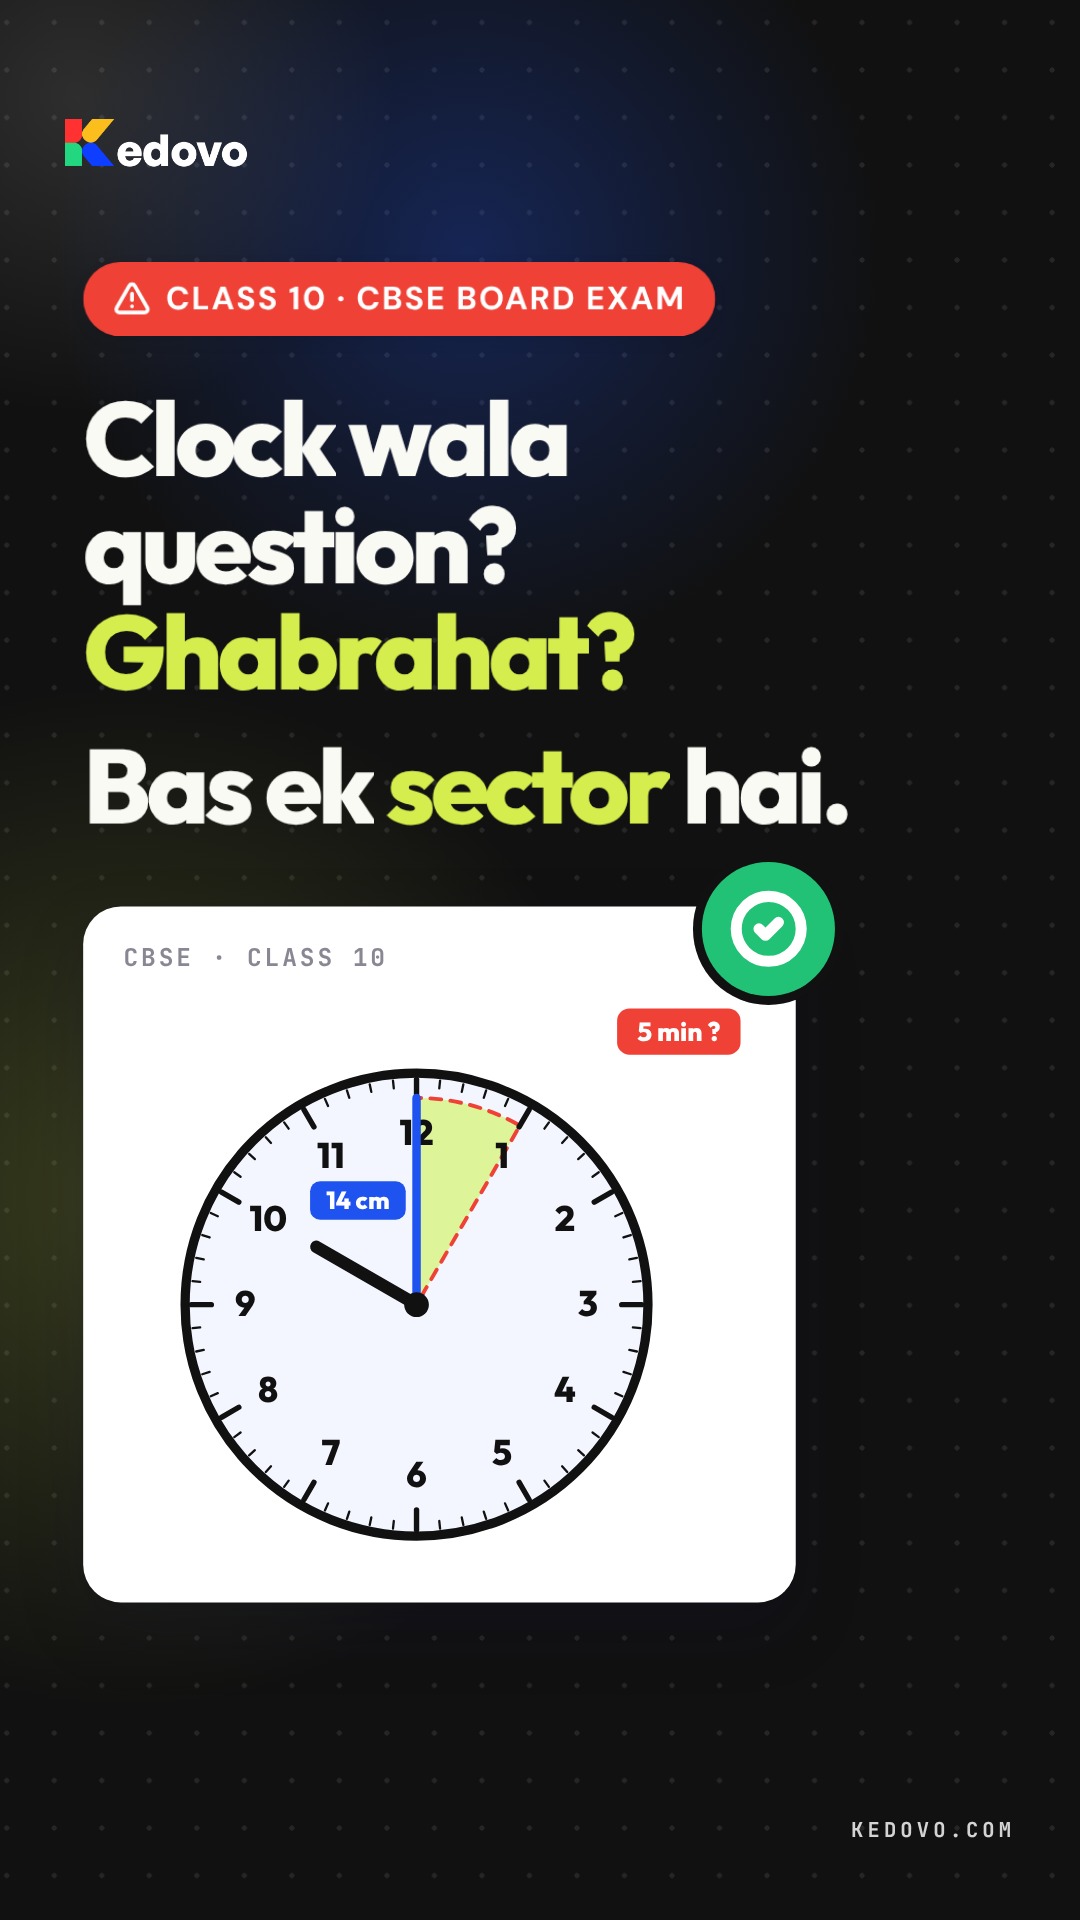 Kedovo
CLASS 10 · CBSE BOARD EXAM
Clock wala
question?
Ghabrahat?
Bas ek sector hai.
CBSE · CLASS 10
5 min ?
12
11
1
14 cm
10
2
9
3
8
4
7
5
6
KEDOVO.COM